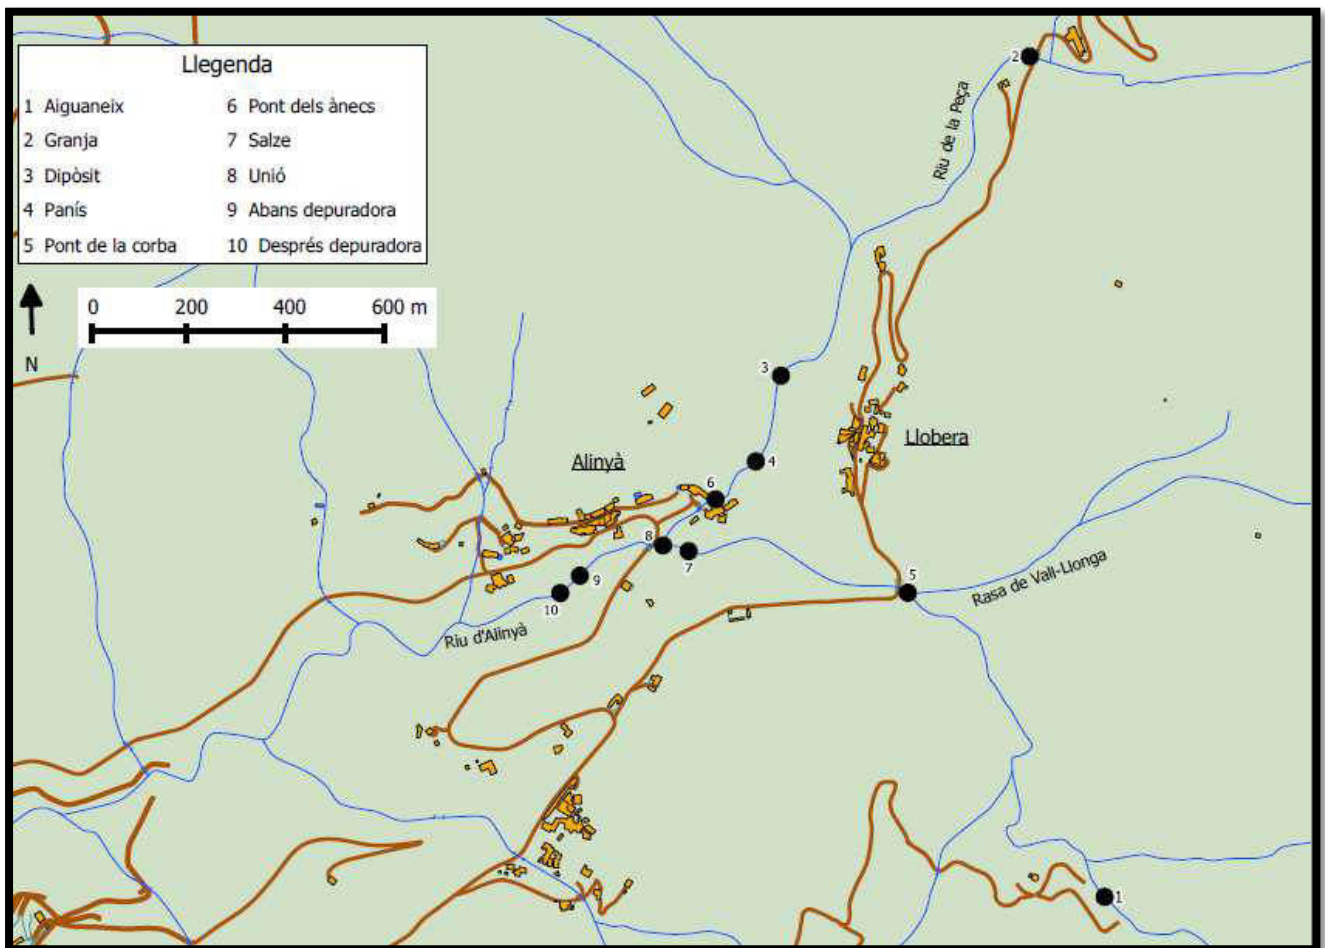 Llegenda
1 Aiguaneix
2 Granja
3 Dipòsit
4 Panís
5 Pont de la corba
6 Pont dels ànecs
7 Salze
8 Unió
9 Abans depuradora
10 Després depuradora
0 200 400 600 m
N
2
Riu de la Peça
3
Llobera
Alinyà
4
6
8
7
9
10
5
Rasa de Vall-Llonga
Riu d'Alinyà
1